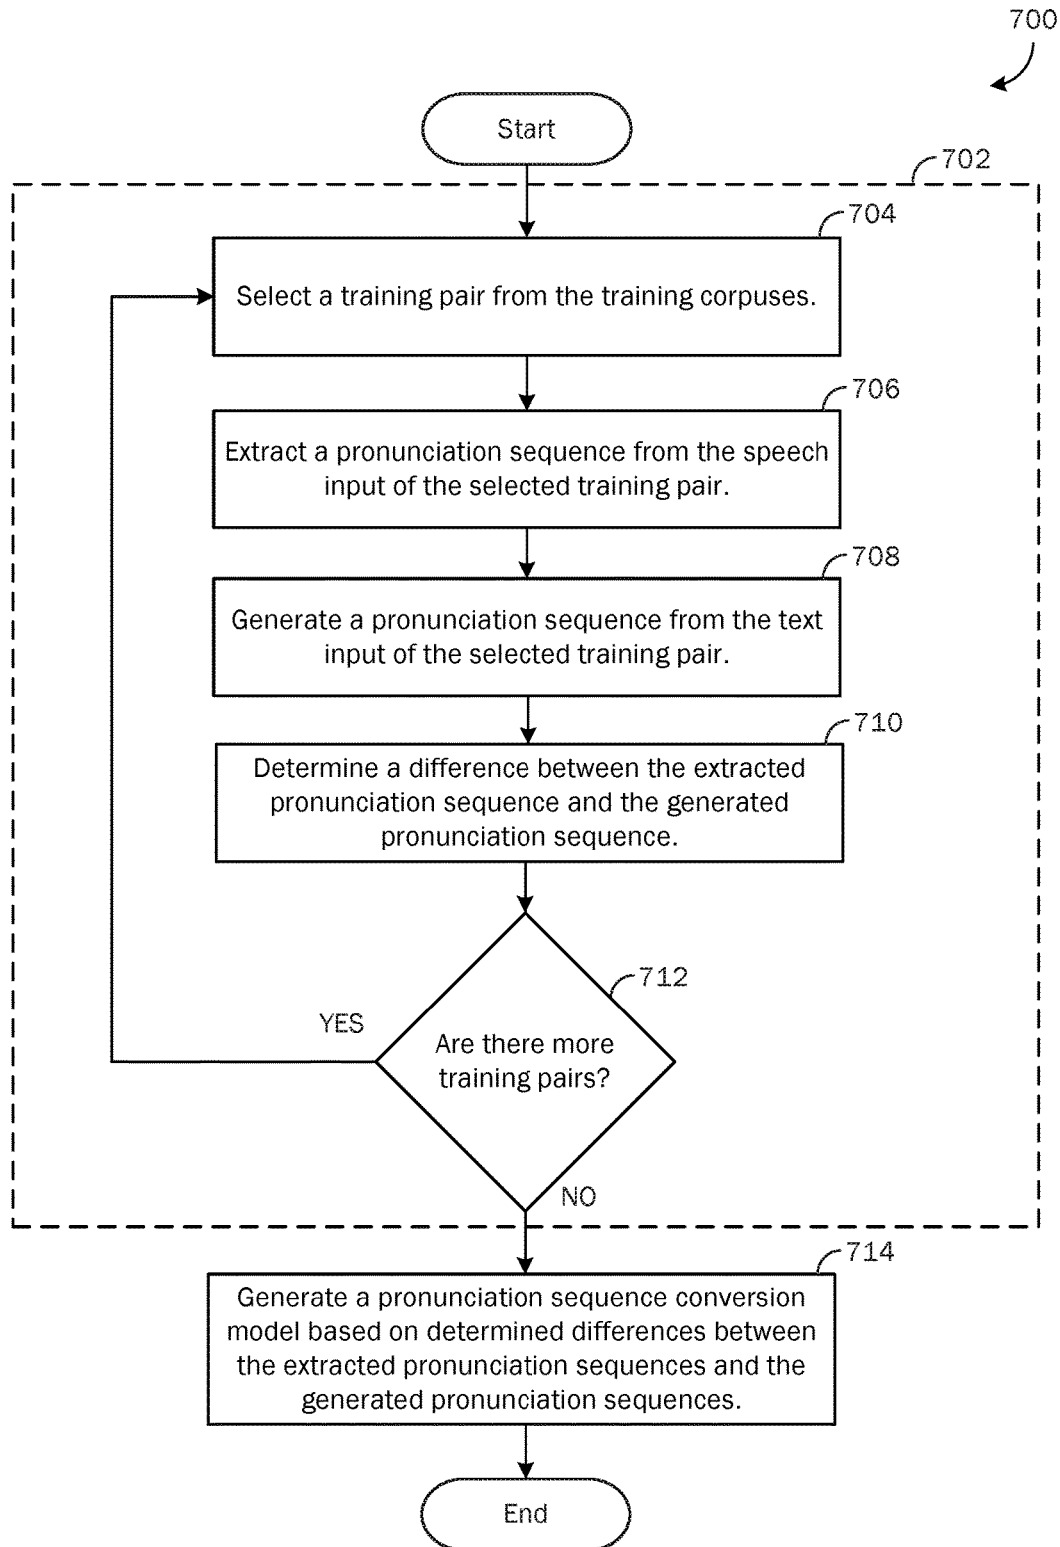 700
Start
702
704
Select a training pair from the training corpuses.
706
Extract a pronunciation sequence from the speech
input of the selected training pair.
708
Generate a pronunciation sequence from the text
input of the selected training pair.
710
Determine a difference between the extracted
pronunciation sequence and the generated
pronunciation sequence.
712
YES
Are there more
training pairs?
NO
714
Generate a pronunciation sequence conversion
model based on determined differences between
the extracted pronunciation sequences and the
generated pronunciation sequences.
End